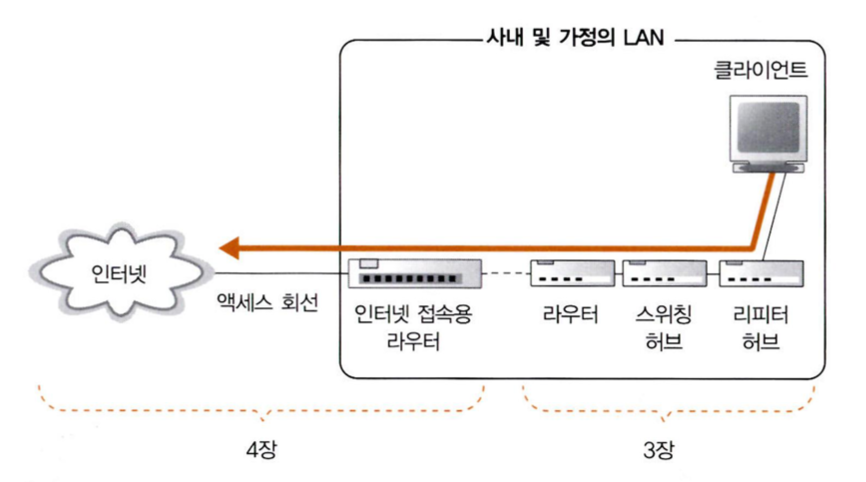 사내 및 가정의 LAN
클라이언트
인터넷
액세스 회선
인터넷 접속용
라우터
라우터
스위칭
허브
리피터
허브
4장
3장